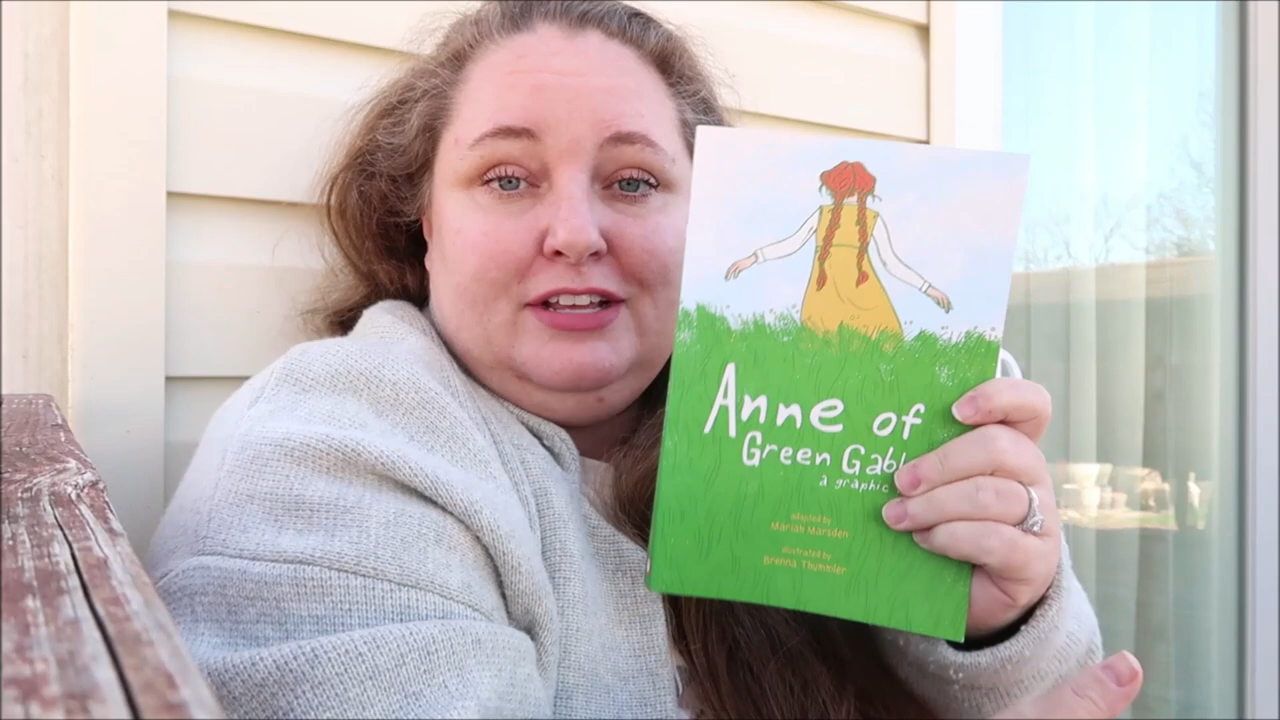 Anne of
Green Gabl
a graphic
adapted by
Mariah Marsden
illustrated by
Brenna Thummler